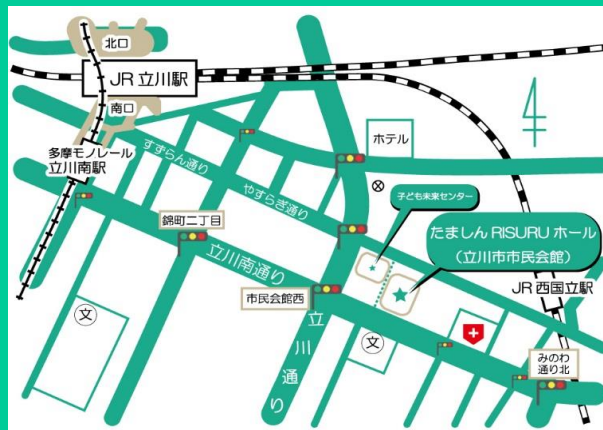 北口
JR 立川駅
南口
多摩モノレール
立川南駅
すずらん通り
やすらぎ通り
ホテル
子ども未来センター
たましん RISURU ホール
（立川市市民会館）
錦町二丁目
立川南通り
市民会館西
立川通り
JR 西国立駅
文
文
みのわ
通り北